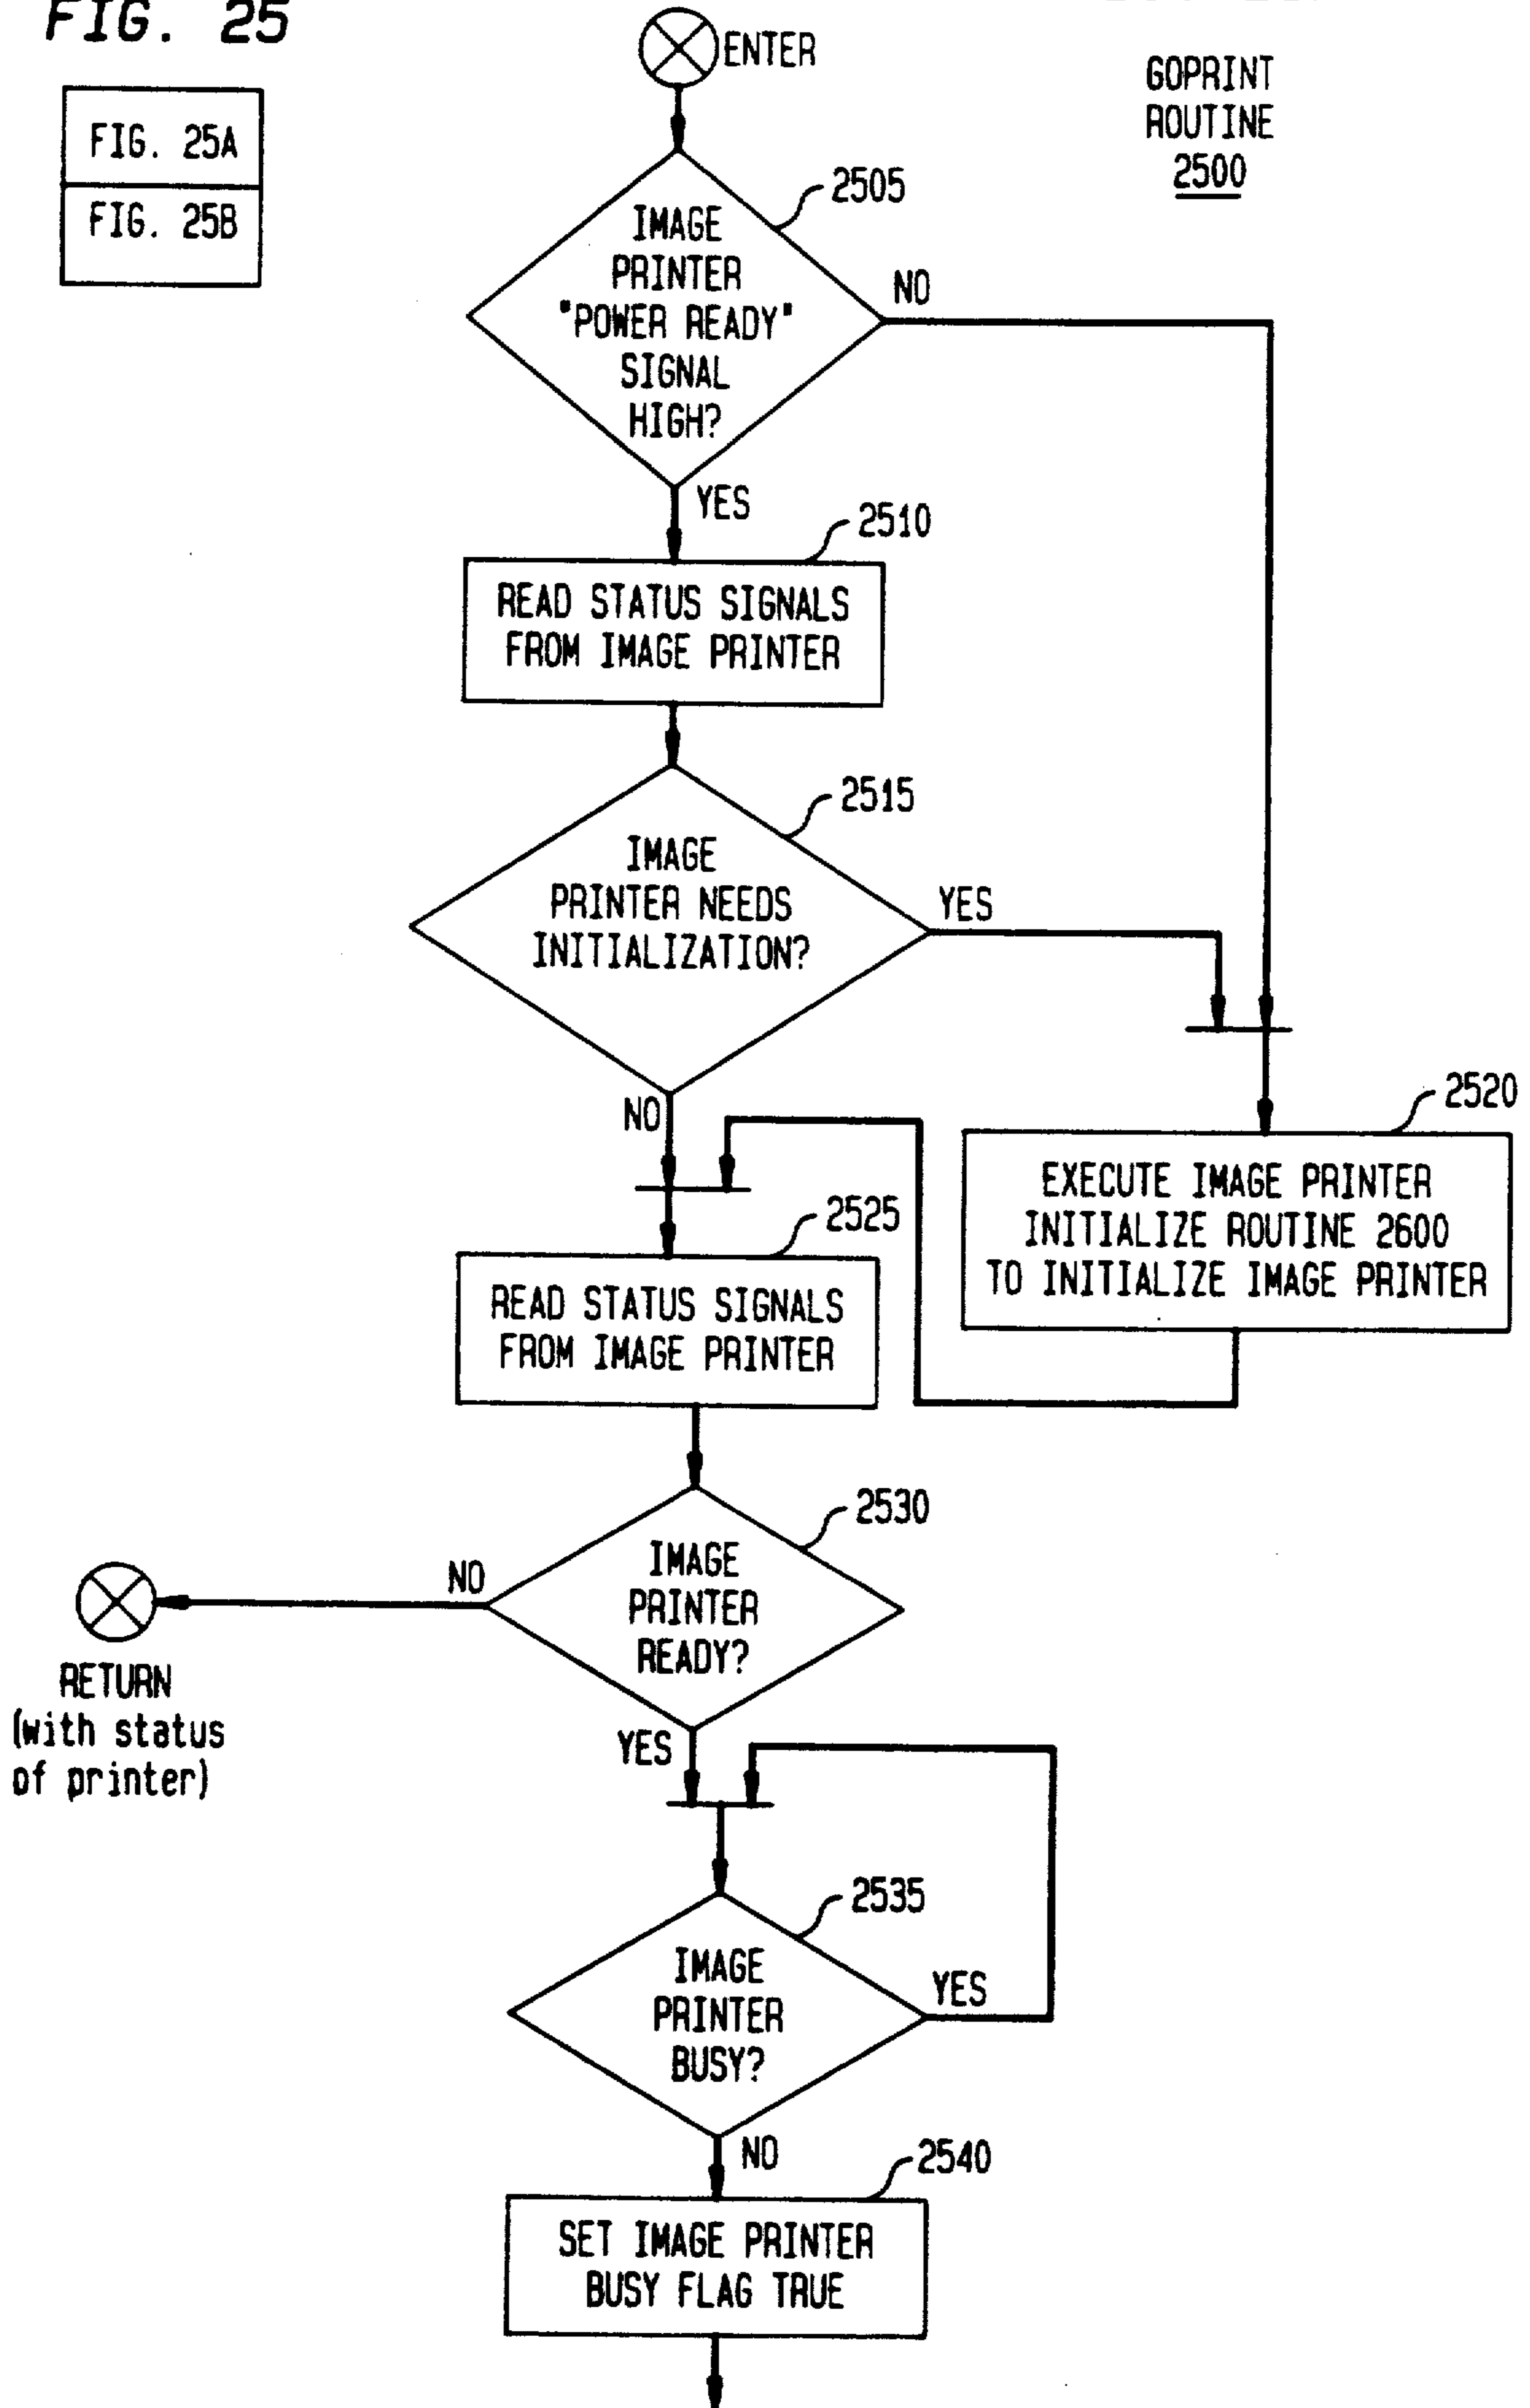 FIG. 25
FIG. 25A
FIG. 25B
ENTER
GOPRINT
ROUTINE
2500
2505
IMAGE
PRINTER
"POWER READY"
SIGNAL
HIGH?
NO
YES
2510
READ STATUS SIGNALS
FROM IMAGE PRINTER
2515
IMAGE
PRINTER NEEDS
INITIALIZATION?
YES
NO
2520
EXECUTE IMAGE PRINTER
INITIALIZE ROUTINE 2600
TO INITIALIZE IMAGE PRINTER
2525
READ STATUS SIGNALS
FROM IMAGE PRINTER
2530
IMAGE
PRINTER
READY?
NO
RETURN
(with status
of printer)
YES
2535
IMAGE
PRINTER
BUSY?
YES
NO
2540
SET IMAGE PRINTER
BUSY FLAG TRUE